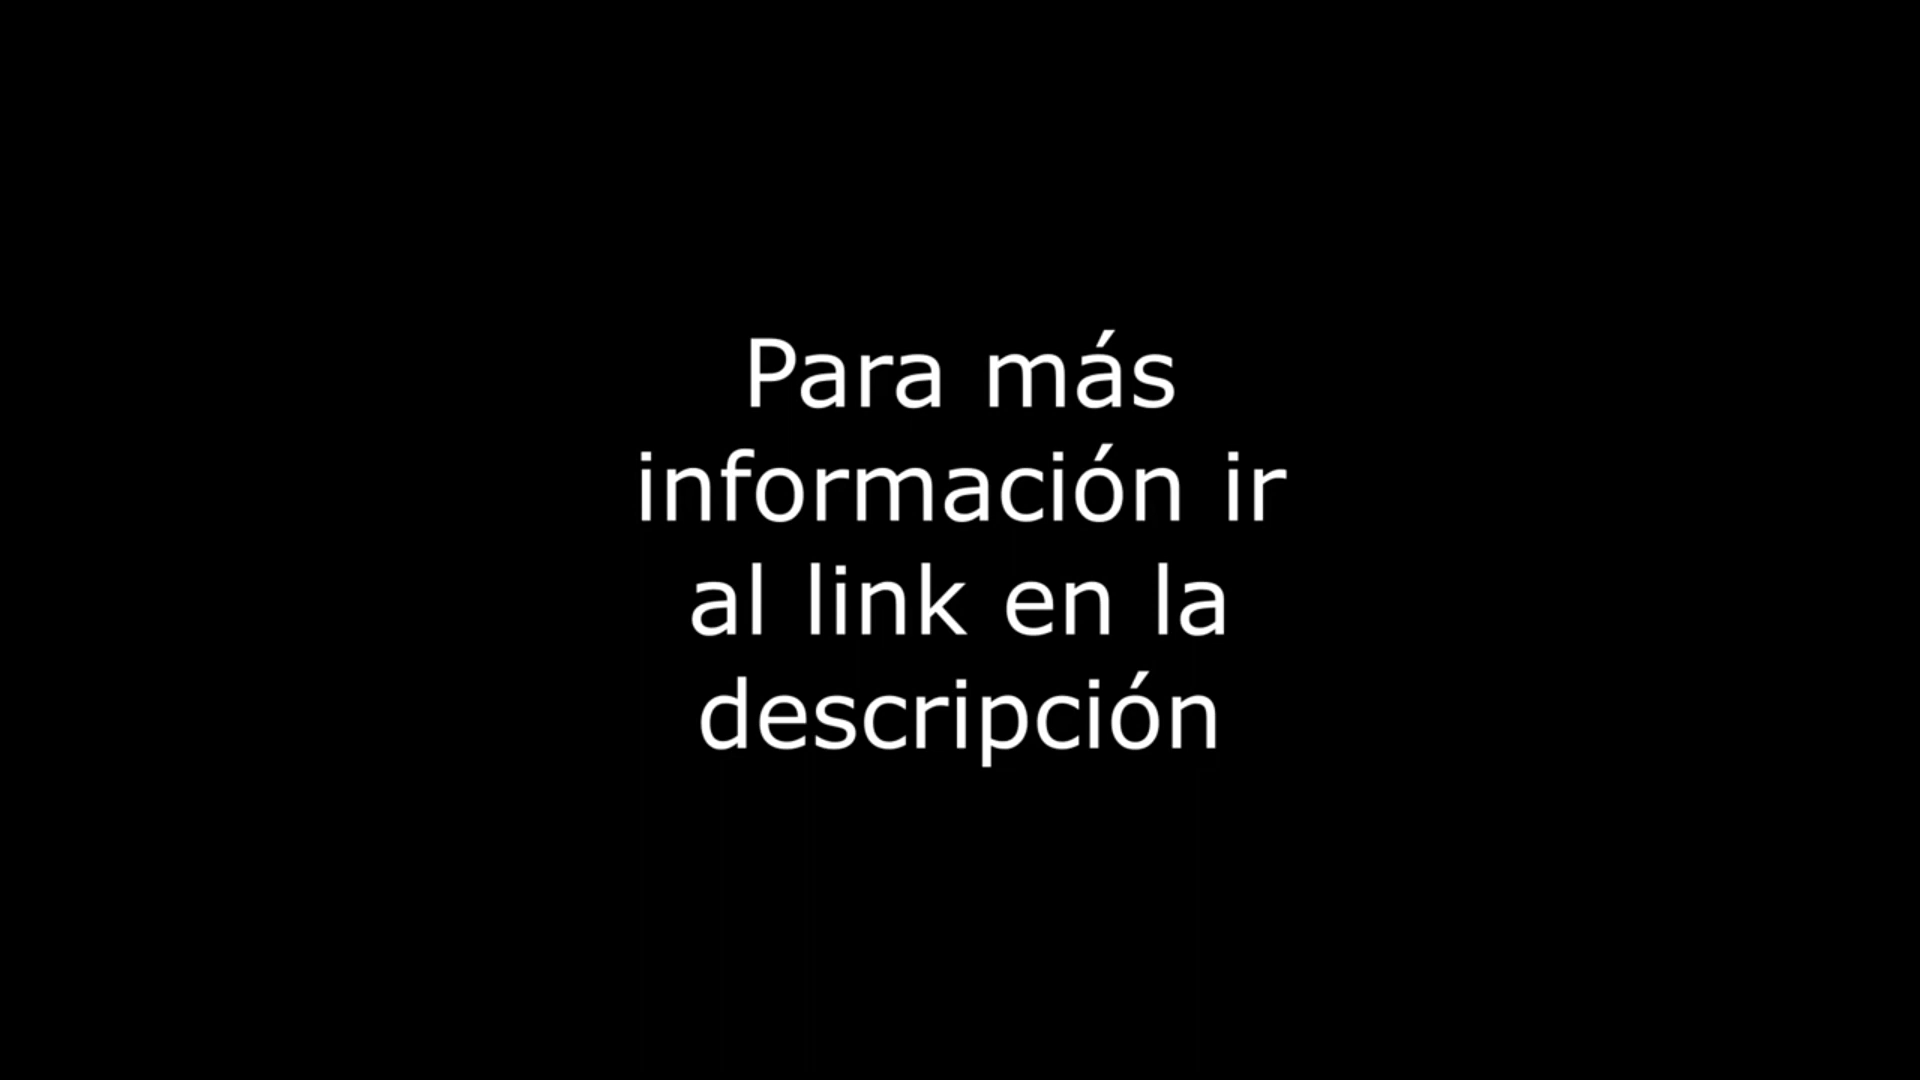 Para más
información ir
al link en la
descripción